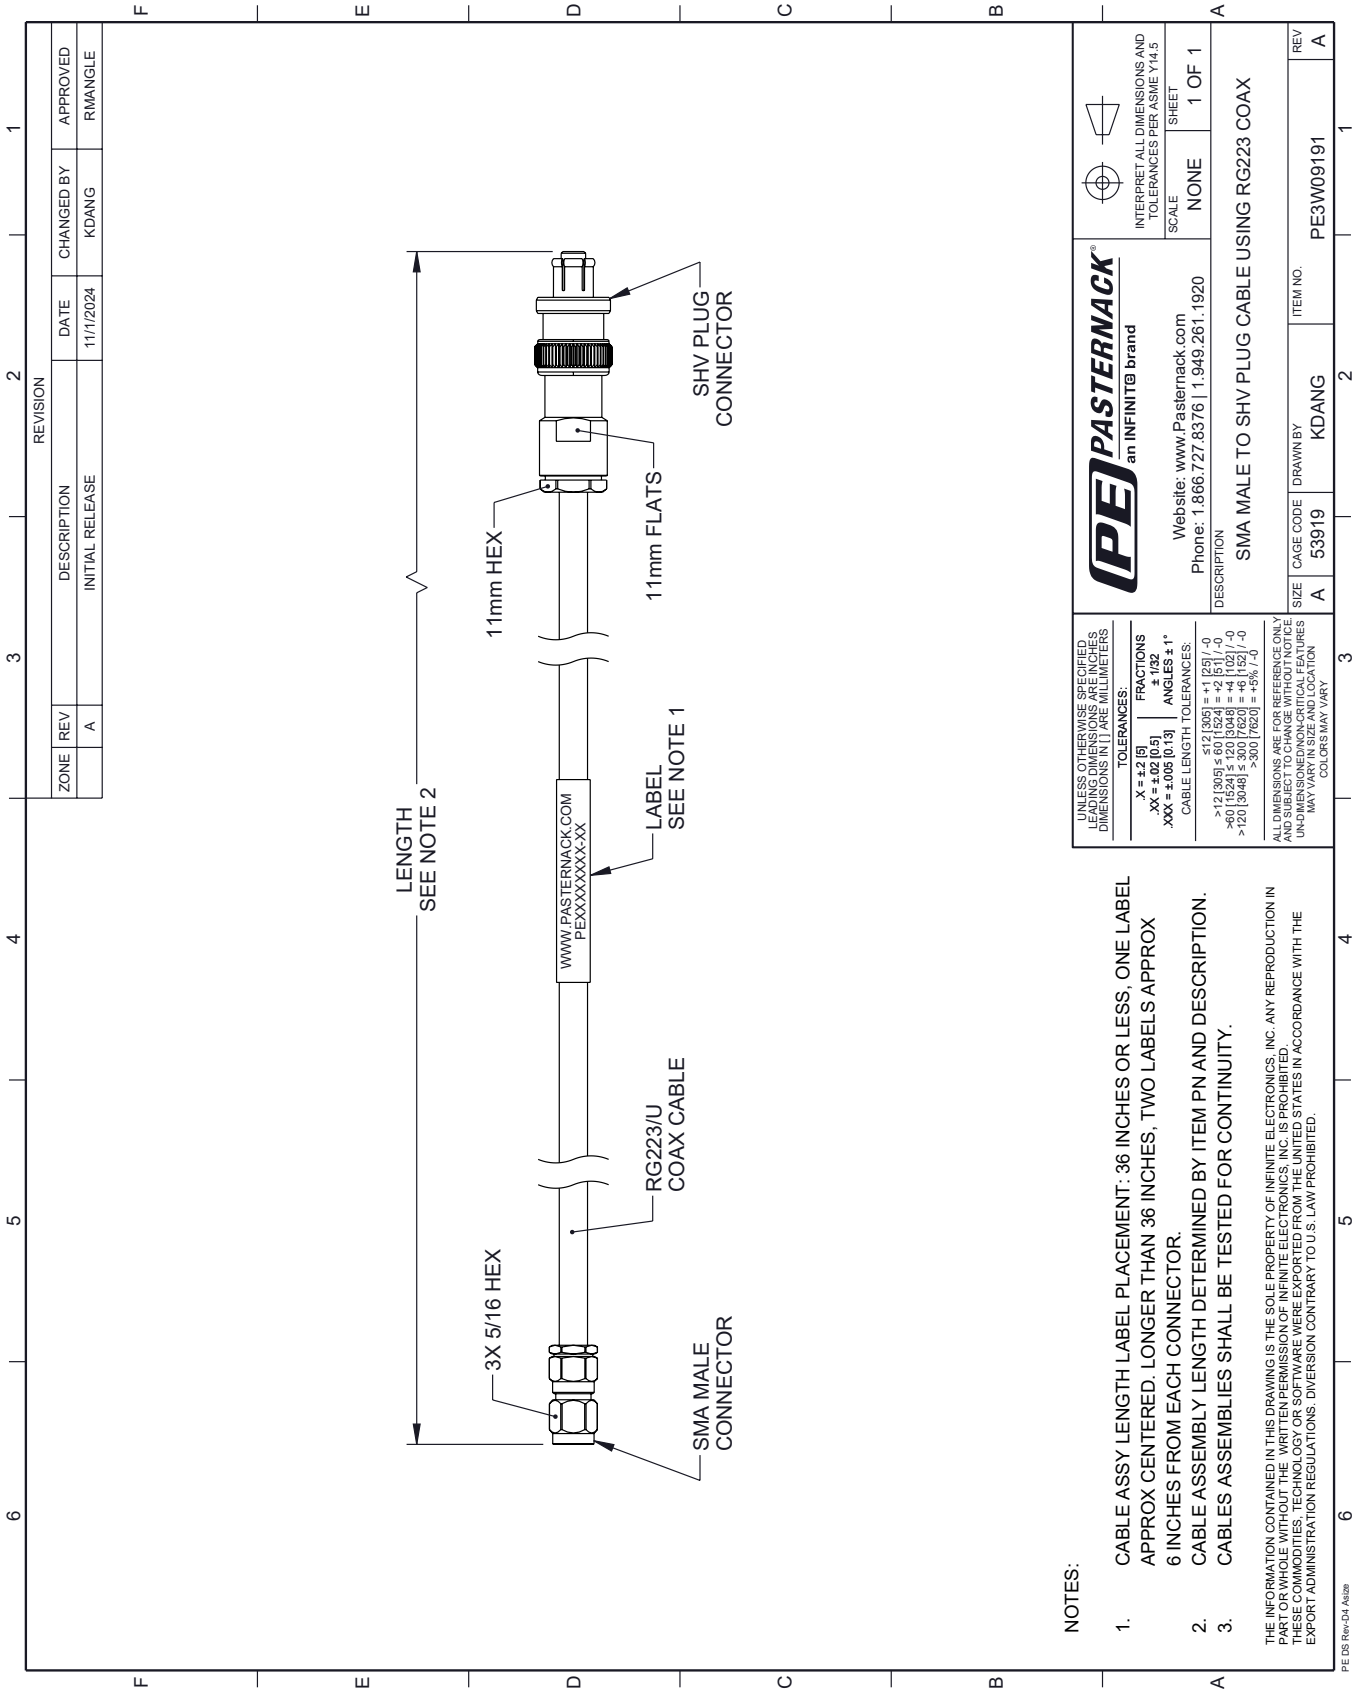 REVISION
ZONE REV DESCRIPTION DATE CHANGED BY APPROVED
A INITIAL RELEASE 11/1/2024 KDANG RMANGLE
6 5 4 3 2 1
F
E
D
C
B
A
LENGTH
SEE NOTE 2
3X 5/16 HEX
11mm HEX
WWW.PASTERNACK.COM
PEXXXXXXXX-XX
SMA MALE
CONNECTOR
RG223/U
COAX CABLE
LABEL
SEE NOTE 1
11mm FLATS
SHV PLUG
CONNECTOR
NOTES:
1. CABLE ASSY LENGTH LABEL PLACEMENT: 36 INCHES OR LESS, ONE LABEL
APPROX CENTERED. LONGER THAN 36 INCHES, TWO LABELS APPROX
6 INCHES FROM EACH CONNECTOR.
2. CABLE ASSEMBLY LENGTH DETERMINED BY ITEM PN AND DESCRIPTION.
3. CABLES ASSEMBLIES SHALL BE TESTED FOR CONTINUITY.
THE INFORMATION CONTAINED IN THIS DRAWING IS THE SOLE PROPERTY OF INFINITE ELECTRONICS, INC. ANY REPRODUCTION IN
PART OR WHOLE WITHOUT THE WRITTEN PERMISSION OF INFINITE ELECTRONICS, INC. IS PROHIBITED.
THESE COMMODITIES, TECHNOLOGY OR SOFTWARE WERE EXPORTED FROM THE UNITED STATES IN ACCORDANCE WITH THE
EXPORT ADMINISTRATION REGULATIONS. DIVERSION CONTRARY TO U.S. LAW PROHIBITED.
UNLESS OTHERWISE SPECIFIED
LEADING DIMENSIONS ARE INCHES
DIMENSIONS IN [ ] ARE MILLIMETERS
TOLERANCES:
.X = ±.2 [5] FRACTIONS
.XX = ±.02 [0.5] ± 1/32
.XXX = ±.005 [0.13] ANGLES ± 1°
CABLE LENGTH TOLERANCES:
≤12 [305] = +1 [25] / -0
>12 [305] ≤ 60 [1524] = +2 [51] / -0
>60 [1524] ≤ 120 [3048] = +4 [102] / -0
>120 [3048] ≤ 300 [7620] = +6 [152] / -0
>300 [7620] = +5% / -0
ALL DIMENSIONS ARE FOR REFERENCE ONLY
AND SUBJECT TO CHANGE WITHOUT NOTICE.
UN-DIMENSIONED/NON-CRITICAL FEATURES
MAY VARY IN SIZE AND LOCATION
COLORS MAY VARY
PE PASTERNACK®
an INFINIT@ brand
Website: www.Pasternack.com
Phone: 1.866.727.8376 | 1.949.261.1920
INTERPRET ALL DIMENSIONS AND
TOLERANCES PER ASME Y14.5
SCALE SHEET
NONE 1 OF 1
DESCRIPTION
SMA MALE TO SHV PLUG CABLE USING RG223 COAX
SIZE CAGE CODE DRAWN BY ITEM NO. REV
A 53919 KDANG PE3W09191 A
F
E
D
C
B
A
6 5 4 3 2 1
PE DS Rev-D4 Asize